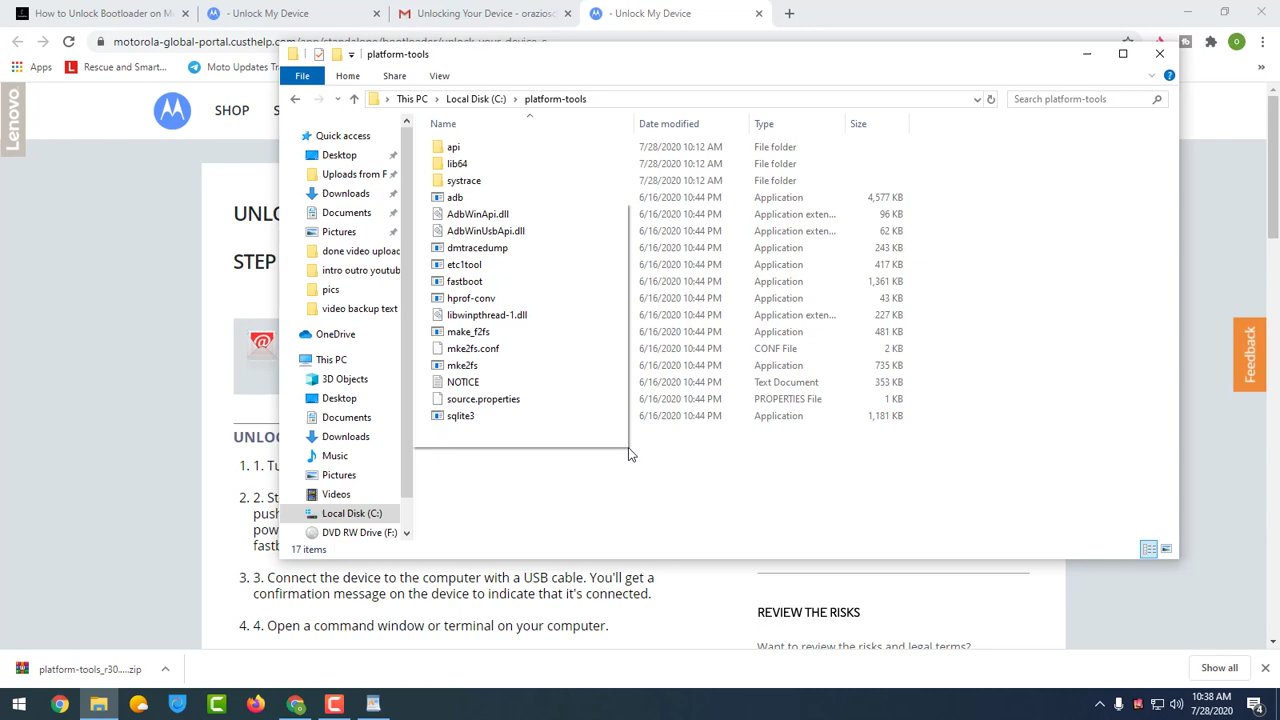 How to Unlock Bootloader on M
- Unlock My Device
Unlocking Your Device - oraziosc
- Unlock My Device
motorola-global-portal.custhelp.com/app/standalone/bootloader/unlock-your-device-c
Apps
Rescue and Smart...
Moto Updates Tr
platform-tools
File
Home
Share
View
This PC
Local Disk (C:)
platform-tools
Search platform-tools
Lenovo
SHOP
Name
Date modified
Type
Size
api 7/28/2020 10:12 AM File folder
lib64 7/28/2020 10:12 AM File folder
systrace 7/28/2020 10:12 AM File folder
adb 6/16/2020 10:44 PM Application 4,577 KB
AdbWinApi.dll 6/16/2020 10:44 PM Application exten... 96 KB
AdbWinUsbApi.dll 6/16/2020 10:44 PM Application exten... 62 KB
dmtracedump 6/16/2020 10:44 PM Application 243 KB
etc1tool 6/16/2020 10:44 PM Application 417 KB
fastboot 6/16/2020 10:44 PM Application 1,361 KB
hprof-conv 6/16/2020 10:44 PM Application 43 KB
libwinpthread-1.dll 6/16/2020 10:44 PM Application exten... 227 KB
make_f2fs 6/16/2020 10:44 PM Application 481 KB
mke2fs.conf 6/16/2020 10:44 PM CONF File 2 KB
mke2fs 6/16/2020 10:44 PM Application 735 KB
NOTICE 6/16/2020 10:44 PM Text Document 353 KB
source.properties 6/16/2020 10:44 PM PROPERTIES File 1 KB
sqlite3 6/16/2020 10:44 PM Application 1,181 KB
Quick access
Desktop
Uploads from F
Downloads
Documents
Pictures
done video upload
intro outro youtub
pics
video backup text
OneDrive
This PC
3D Objects
Desktop
Documents
Downloads
Music
Pictures
Videos
Local Disk (C:)
DVD RW Drive (F:)
17 items
UNLO
STEP
UNLOC
1. 1. Tu
2. 2. St
push
pow
fastb
3. 3. Connect the device to the computer with a USB cable. You'll get a
confirmation message on the device to indicate that it's connected.
4. 4. Open a command window or terminal on your computer.
REVIEW THE RISKS
Want to review the risks and legal terms?
Feedback
platform-tools_r30.....zip
Show all
10:38 AM
7/28/2020
4